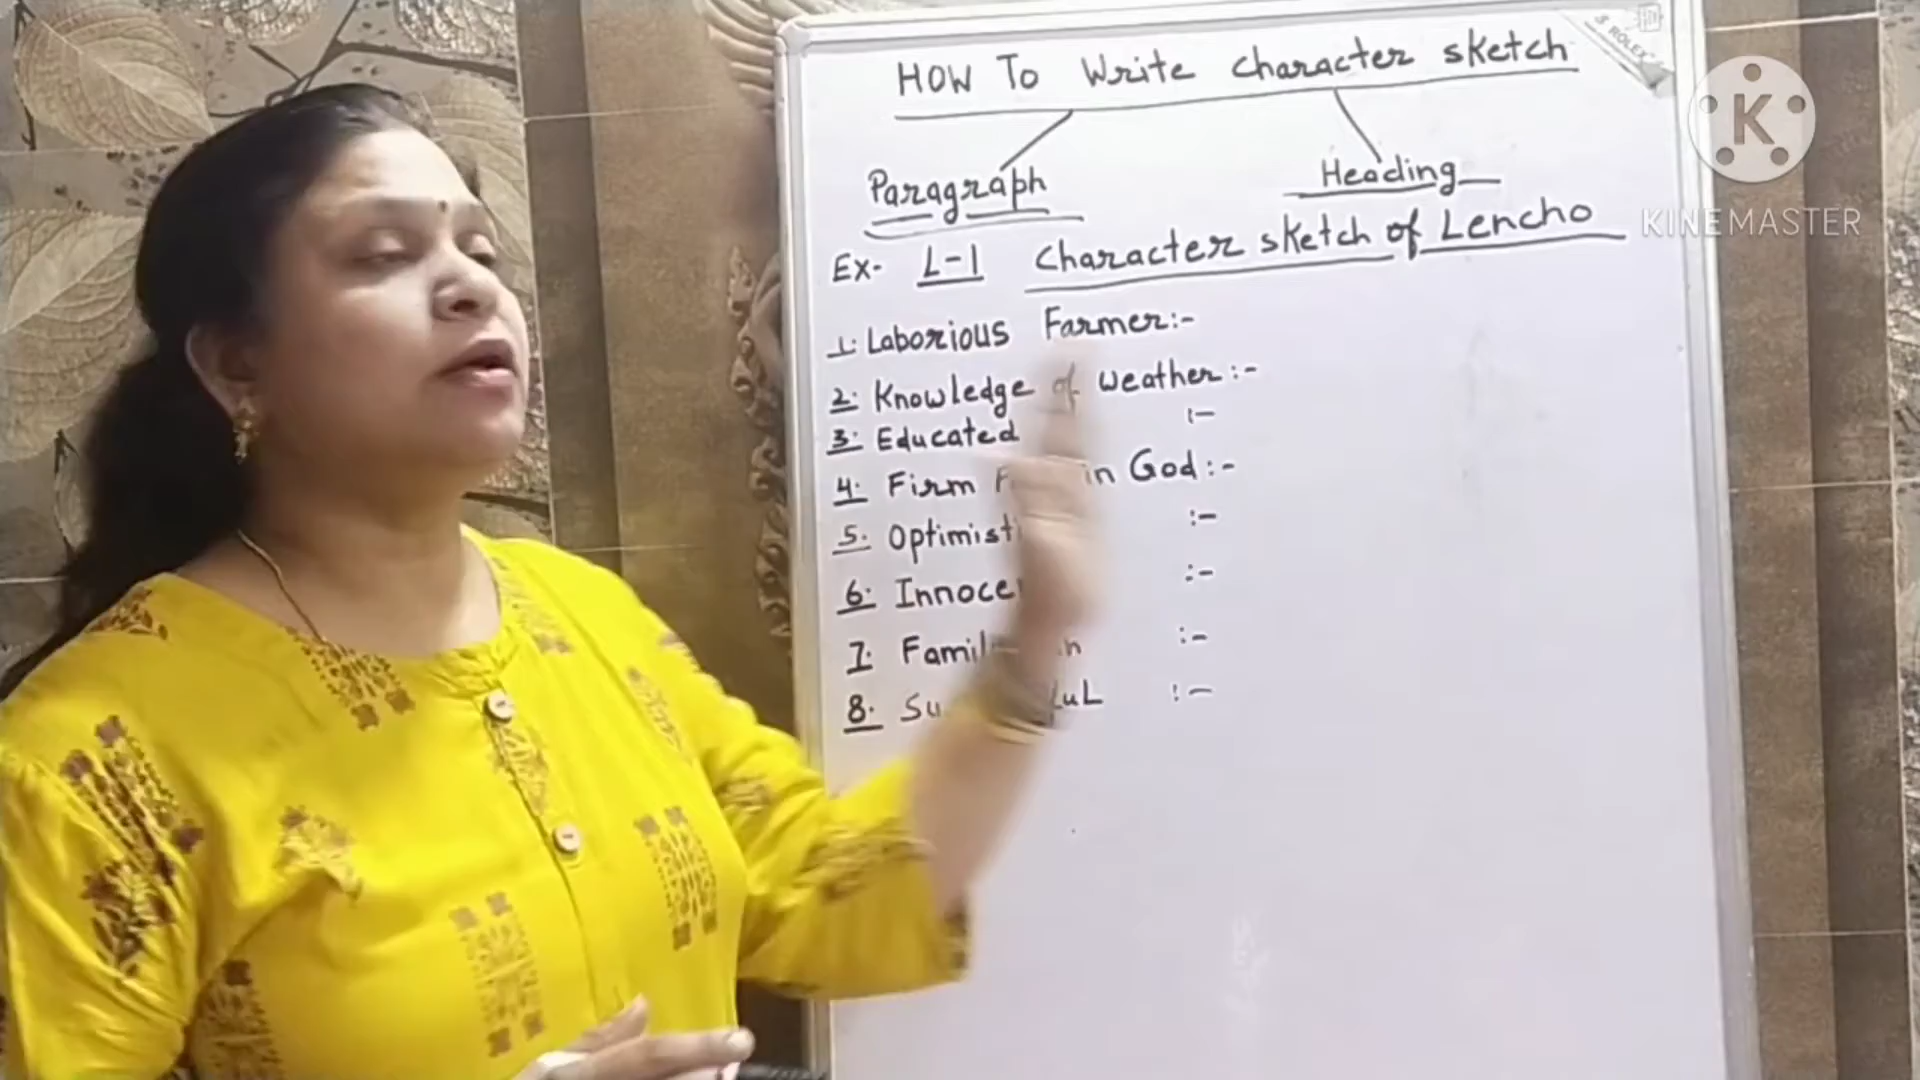 HOW TO Write character sketch
Paragraph
Heading
Ex- L-1 Character sketch of Lencho
1. Laborious Farmer:-
2. Knowledge of weather:-
3. Educated :-
4. Firm in God:-
5. :-
6. :-
7. :-
8. :-
ROLEX
K
KINEMASTER